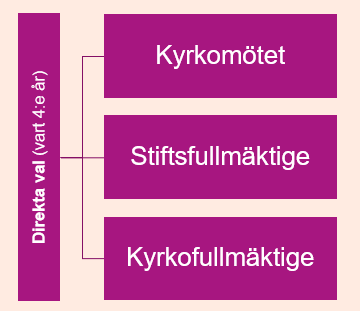 Direkta val (vart 4:e år)
Kyrkomötet
Stiftsfullmäktige
Kyrkofullmäktige